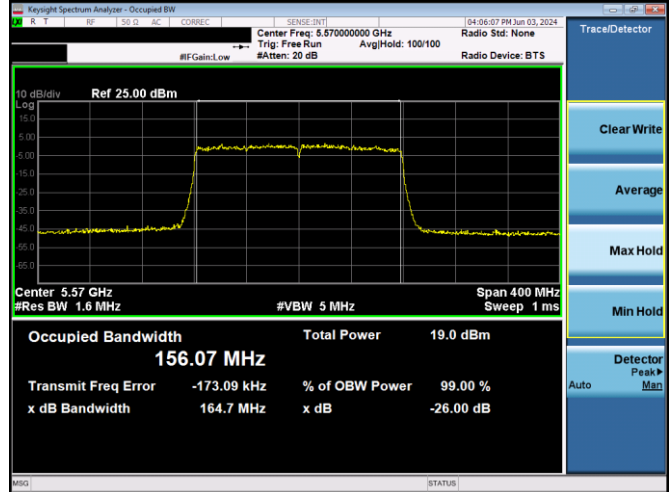 Keysight Spectrum Analyzer - Occupied BW
R T RF 50 Ω AC CORREC SENSE:INT 04:06:07 PM Jun 03, 2024
Center Freq: 5.570000000 GHz Radio Std: None
Trig: Free Run Avg|Hold: 100/100
#IFGain:Low #Atten: 20 dB Radio Device: BTS
10 dB/div Ref 25.00 dBm
Log
15.0
5.00
-5.00
-15.0
-25.0
-35.0
-45.0
-55.0
-65.0
Center 5.57 GHz Span 400 MHz
#Res BW 1.6 MHz #VBW 5 MHz Sweep 1 ms
Occupied Bandwidth Total Power 19.0 dBm
156.07 MHz
Transmit Freq Error -173.09 kHz % of OBW Power 99.00 %
x dB Bandwidth 164.7 MHz x dB -26.00 dB
MSG STATUS
Trace/Detector
Clear Write
Average
Max Hold
Min Hold
Detector
Peak▶
Auto Man